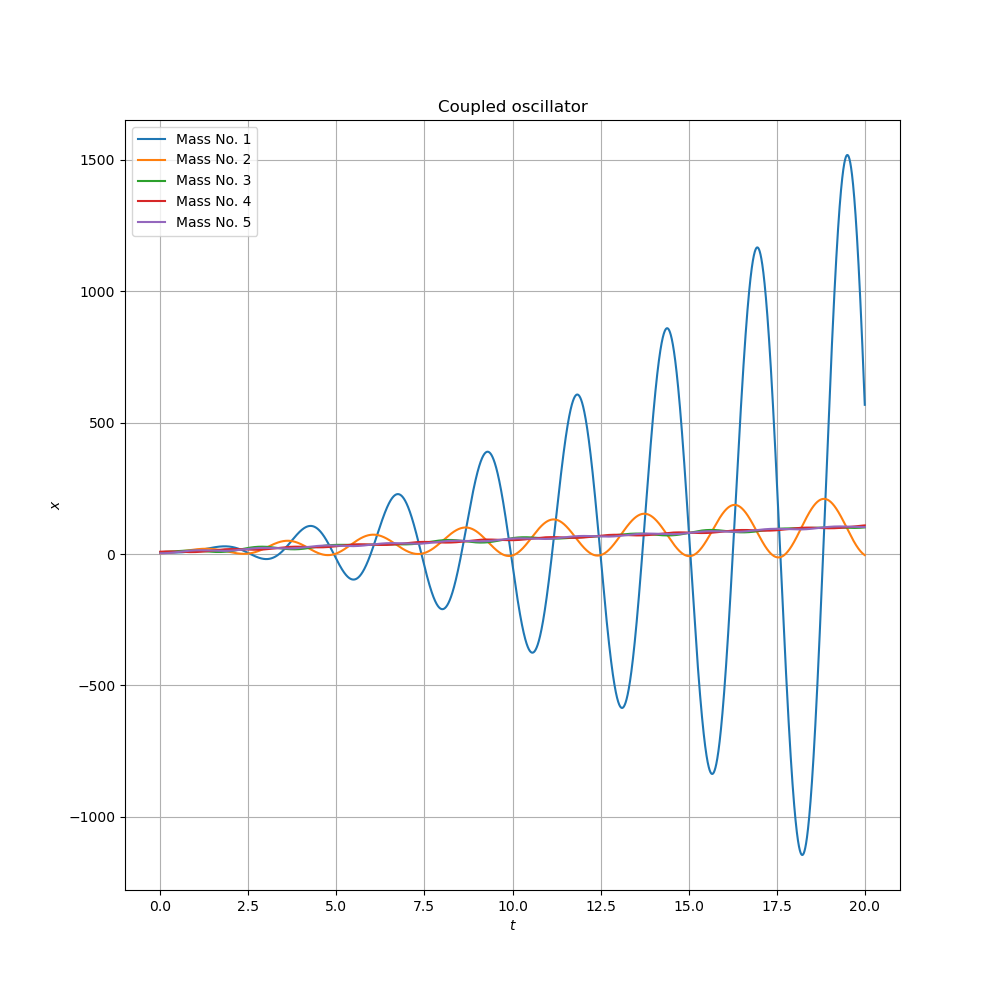 Coupled oscillator
Mass No. 1
Mass No. 2
Mass No. 3
Mass No. 4
Mass No. 5
1500
1000
500
0
−500
−1000
x
0.0 2.5 5.0 7.5 10.0 12.5 15.0 17.5 20.0
t